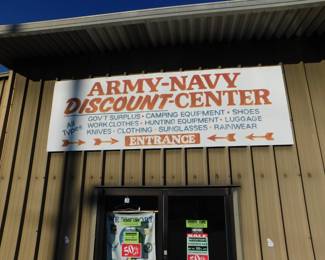 ARMY-NAVY
DISCOUNT-CENTER
All Types
GOV'T SURPLUS • CAMPING EQUIPMENT • SHOES
WORK CLOTHES • HUNTING EQUIPMENT • LUGGAGE
KNIVES • CLOTHING • SUNGLASSES • RAINWEAR
ENTRANCE